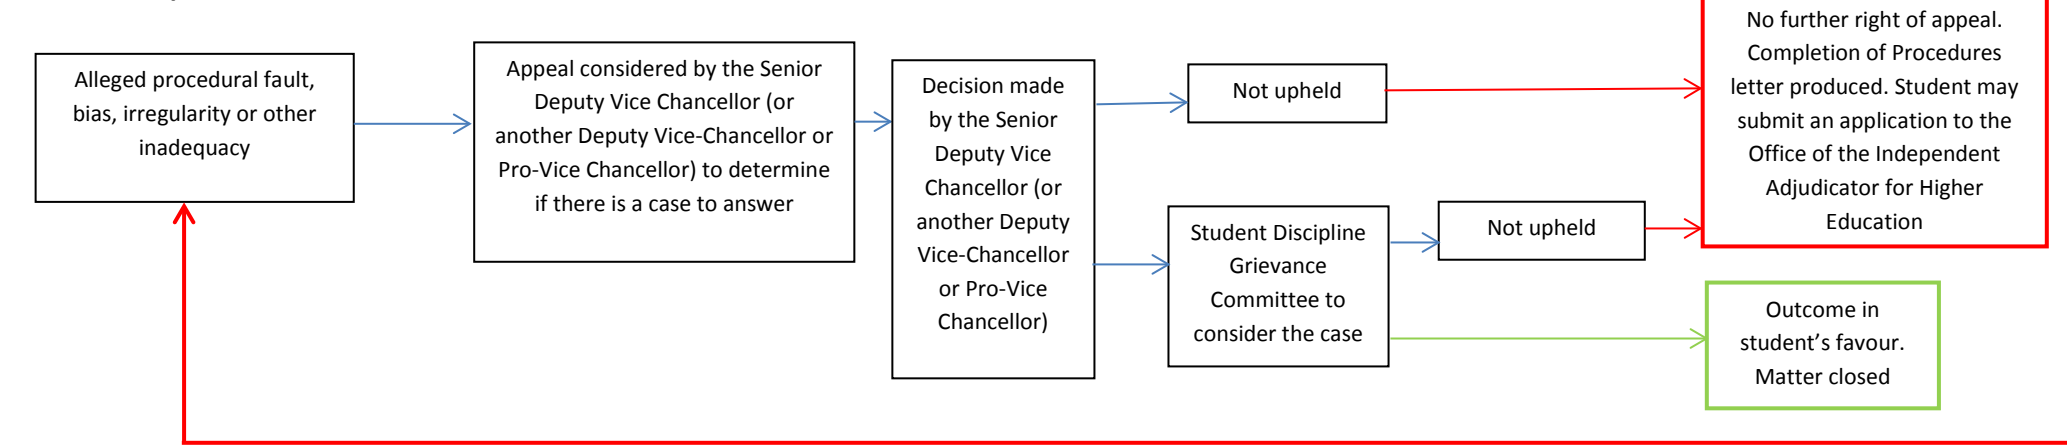 Alleged procedural fault,
bias, irregularity or other
inadequacy
Appeal considered by the Senior
Deputy Vice Chancellor (or
another Deputy Vice-Chancellor or
Pro-Vice Chancellor) to determine
if there is a case to answer
Decision made
by the Senior
Deputy Vice
Chancellor (or
another Deputy
Vice-Chancellor
or Pro-Vice
Chancellor)
Not upheld
Student Discipline
Grievance
Committee to
consider the case
Not upheld
No further right of appeal.
Completion of Procedures
letter produced. Student may
submit an application to the
Office of the Independent
Adjudicator for Higher
Education
Outcome in
student’s favour.
Matter closed